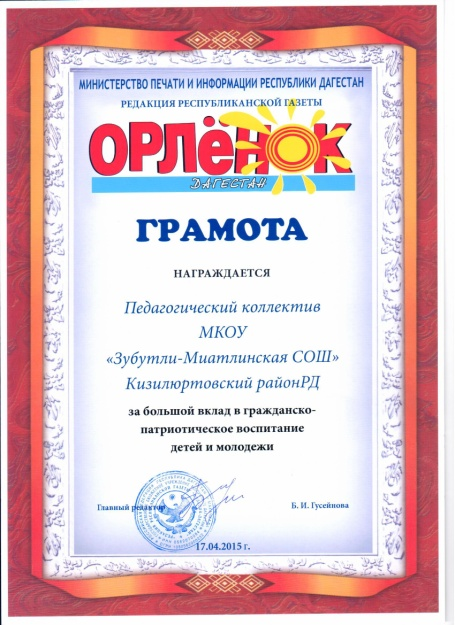 МИНИСТЕРСТВО ПЕЧАТИ И ИНФОРМАЦИИ РЕСПУБЛИКИ ДАГЕСТАН
РЕДАКЦИЯ РЕСПУБЛИКАНСКОЙ ГАЗЕТЫ
ОРЛёНОК
ДАГЕСТАН
ГРАМОТА
НАГРАЖДАЕТСЯ
Педагогический коллектив
МКОУ
«Зубутли-Миатлинская СОШ»
Кизилюртовский районРД
за большой вклад в гражданско-
патриотическое воспитание
детей и молодежи
Главный редактор
Б. И. Гусейнова
17.04.2015 г.